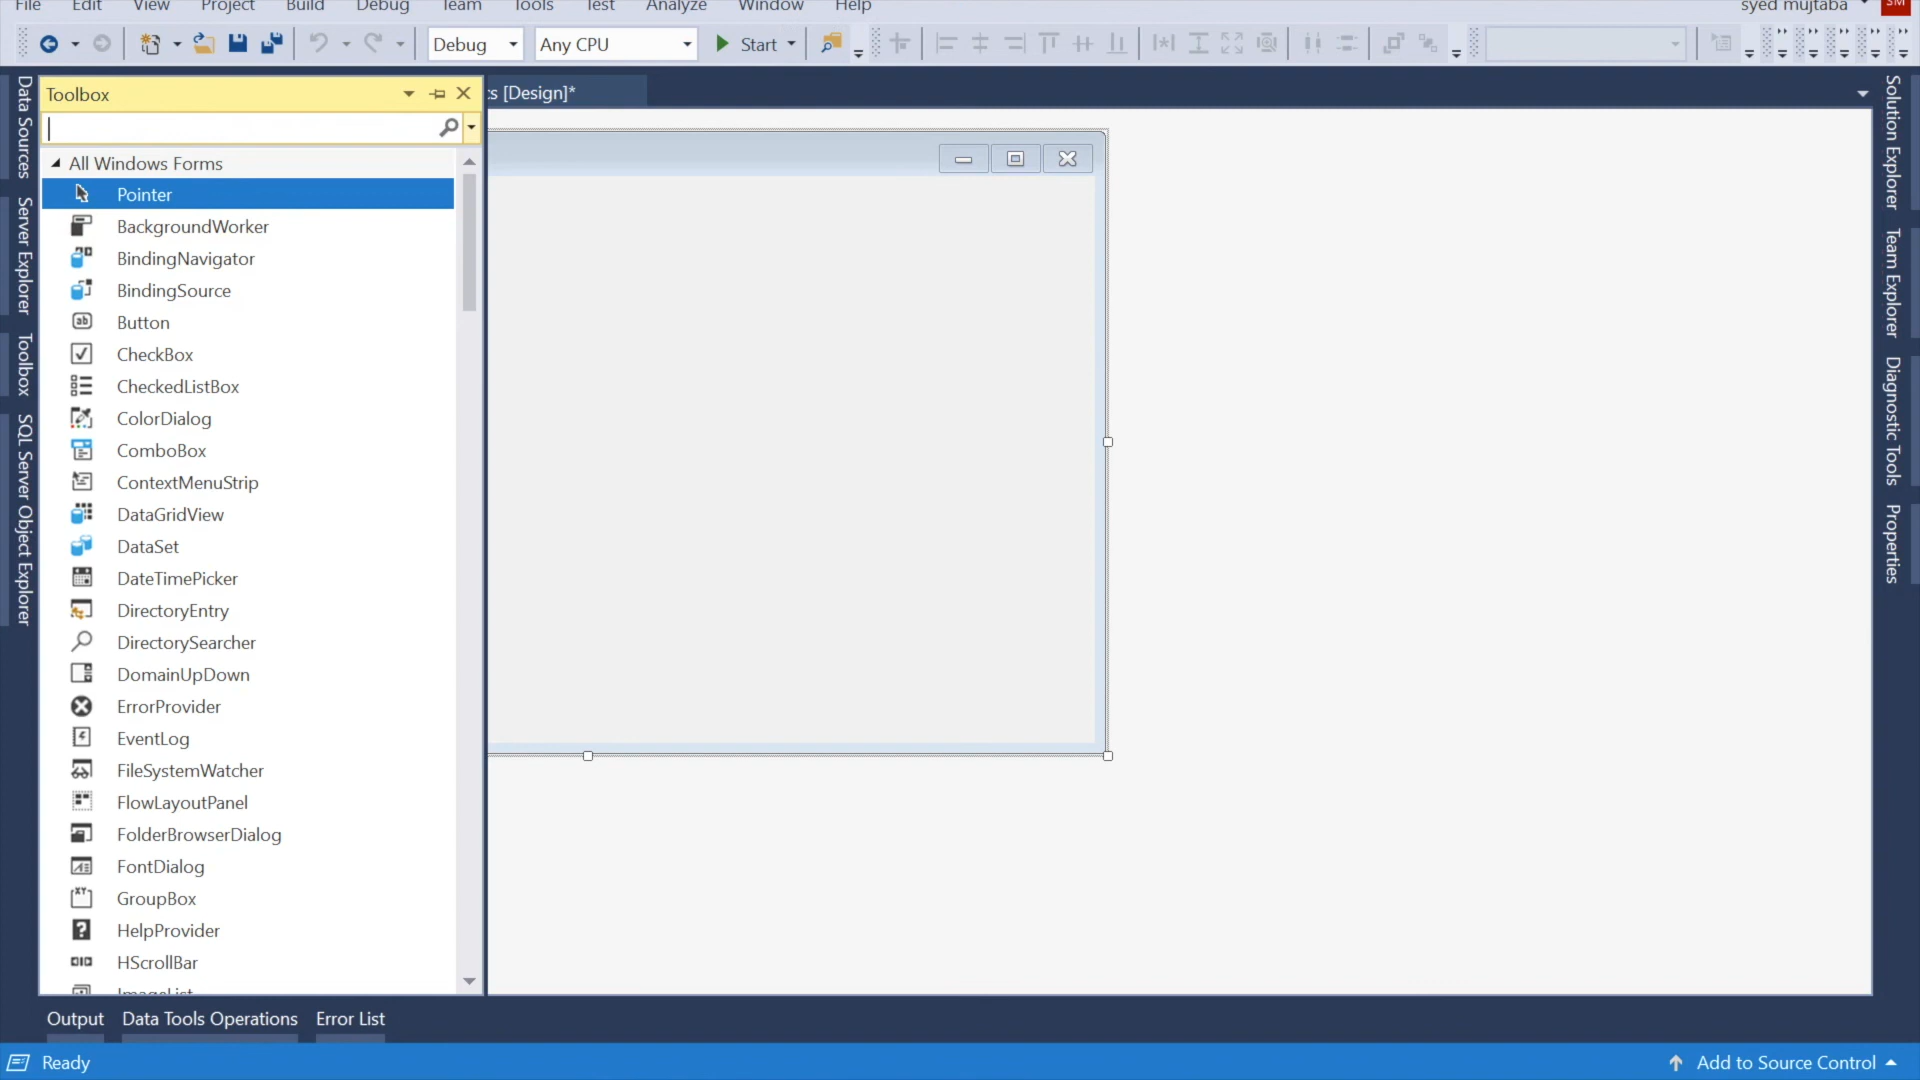 File Edit View Project Build Debug Team Tools Test Analyze Window Help syed mujtaba SM
Debug Any CPU Start
Toolbox
cs [Design]*
All Windows Forms
Pointer
BackgroundWorker
BindingNavigator
BindingSource
Button
CheckBox
CheckedListBox
ColorDialog
ComboBox
ContextMenuStrip
DataGridView
DataSet
DateTimePicker
DirectoryEntry
DirectorySearcher
DomainUpDown
ErrorProvider
EventLog
FileSystemWatcher
FlowLayoutPanel
FolderBrowserDialog
FontDialog
GroupBox
HelpProvider
HScrollBar
ImageList
Data Sources
Server Explorer
Toolbox
SQL Server Object Explorer
Solution Explorer
Team Explorer
Diagnostic Tools
Properties
Output Data Tools Operations Error List
Ready Add to Source Control